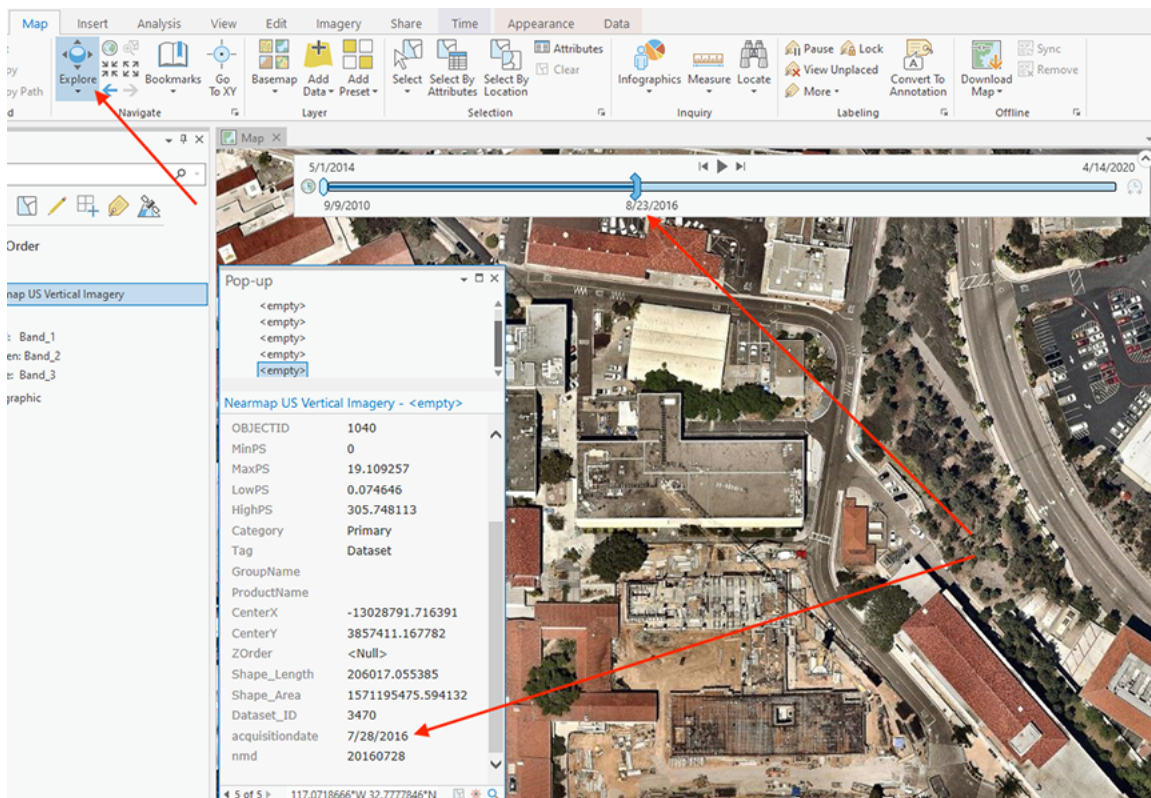 Map Insert Analysis View Edit Imagery Share Time Appearance Data
Explore
Bookmarks
Go To XY
Basemap
Add Data
Add Preset
Select
Select By Attributes
Select By Location
Attributes
Clear
Infographics
Measure
Locate
Pause
Lock
View Unplaced
More
Convert To Annotation
Download Map
Sync
Remove
py Path
Navigate
Layer
Selection
Inquiry
Labeling
Offline
Map
5/1/2014
4/14/2020
9/9/2010
8/23/2016
Order
map US Vertical Imagery
Band_1
en: Band_2
e: Band_3
graphic
Pop-up
<empty>
<empty>
<empty>
<empty>
<empty>
Nearmap US Vertical Imagery - <empty>
OBJECTID 1040
MinPS 0
MaxPS 19.109257
LowPS 0.074646
HighPS 305.748113
Category Primary
Tag Dataset
GroupName
ProductName
CenterX -13028791.716391
CenterY 3857411.167782
ZOrder <Null>
Shape_Length 206017.055385
Shape_Area 1571195475.594132
Dataset_ID 3470
acquisitiondate 7/28/2016
nmd 20160728
5 of 5 117.0718666°W 32.7777846°N